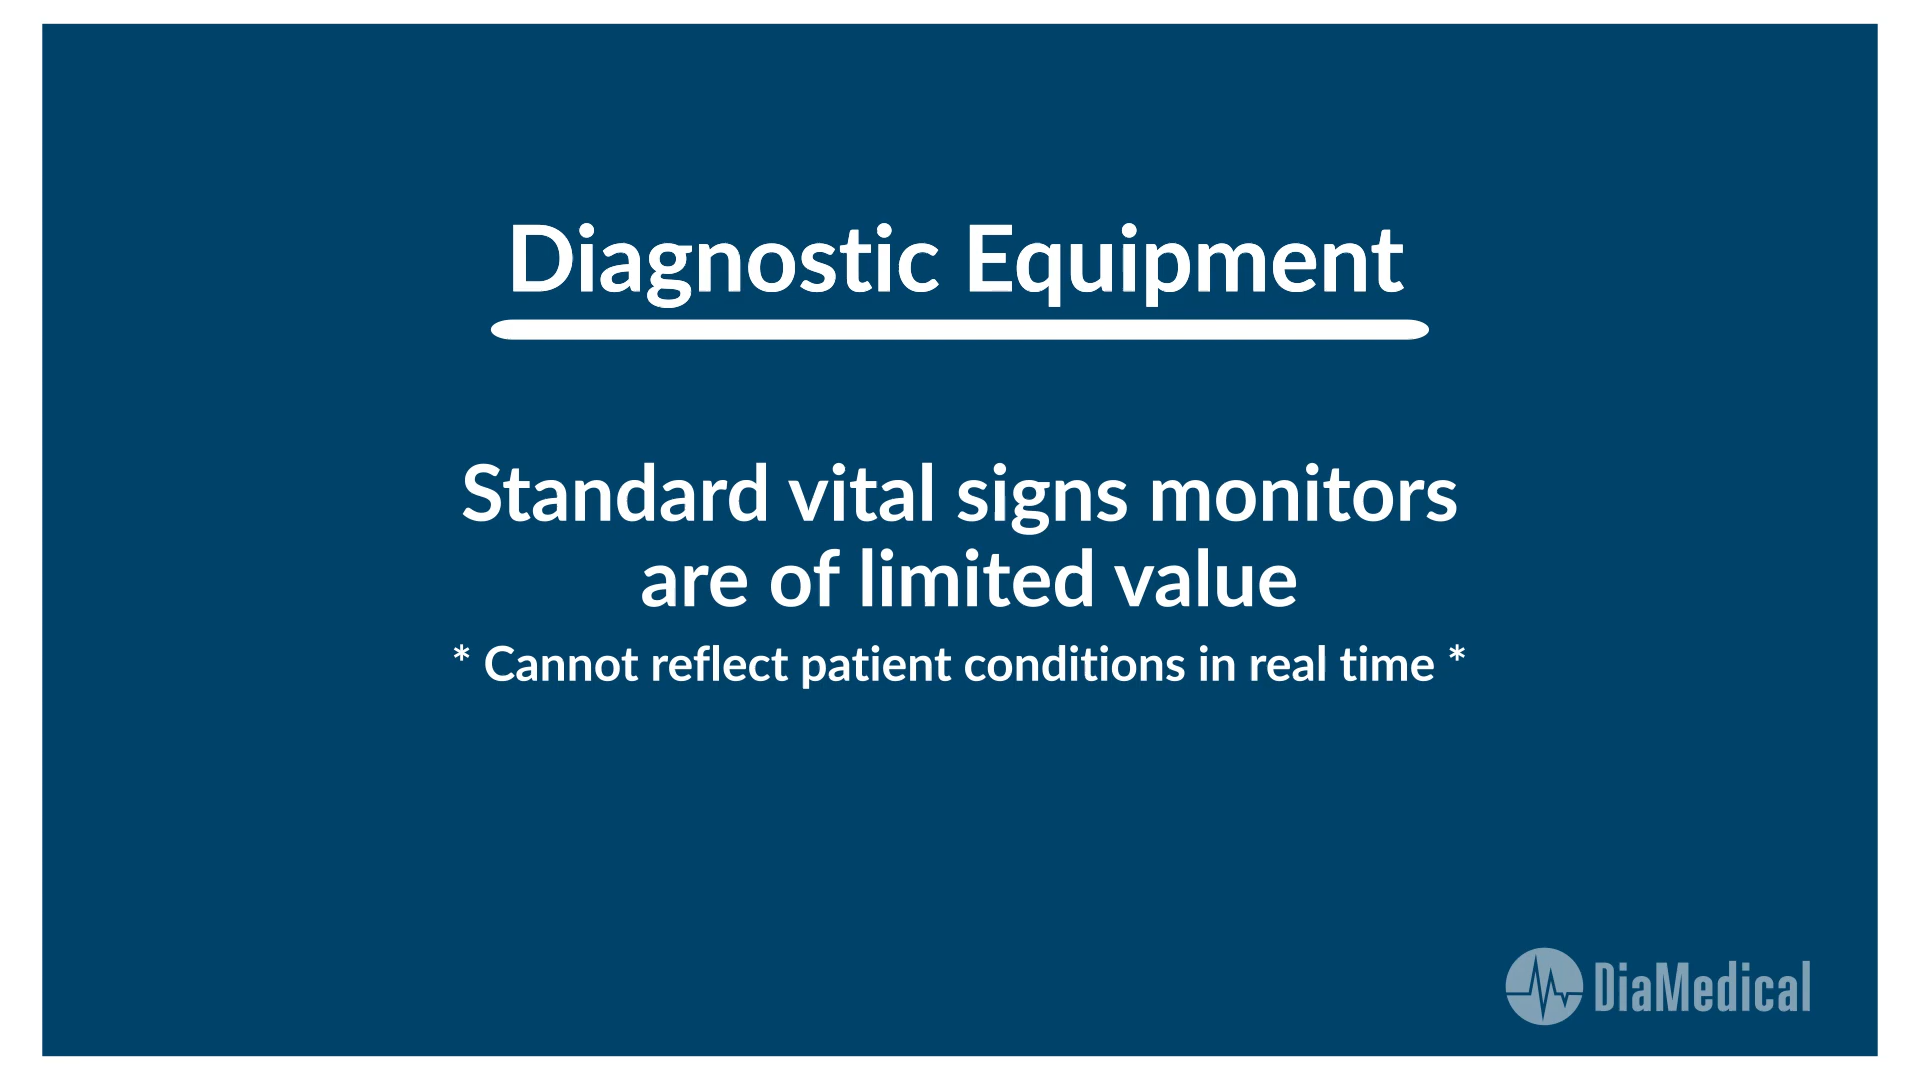 Diagnostic Equipment
Standard vital signs monitors
are of limited value
* Cannot reflect patient conditions in real time *
DiaMedical